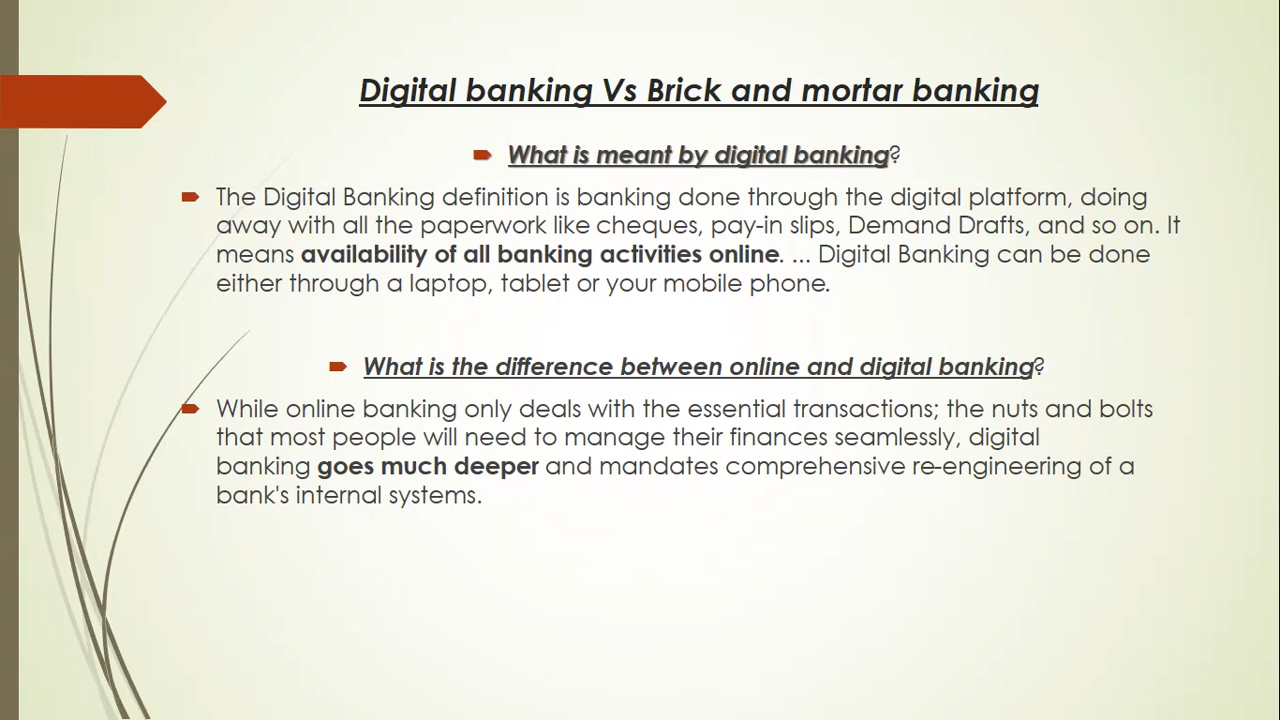 Digital banking Vs Brick and mortar banking
What is meant by digital banking?
The Digital Banking definition is banking done through the digital platform, doing
away with all the paperwork like cheques, pay-in slips, Demand Drafts, and so on. It
means availability of all banking activities online. ... Digital Banking can be done
either through a laptop, tablet or your mobile phone.
What is the difference between online and digital banking?
While online banking only deals with the essential transactions; the nuts and bolts
that most people will need to manage their finances seamlessly, digital
banking goes much deeper and mandates comprehensive re-engineering of a
bank's internal systems.